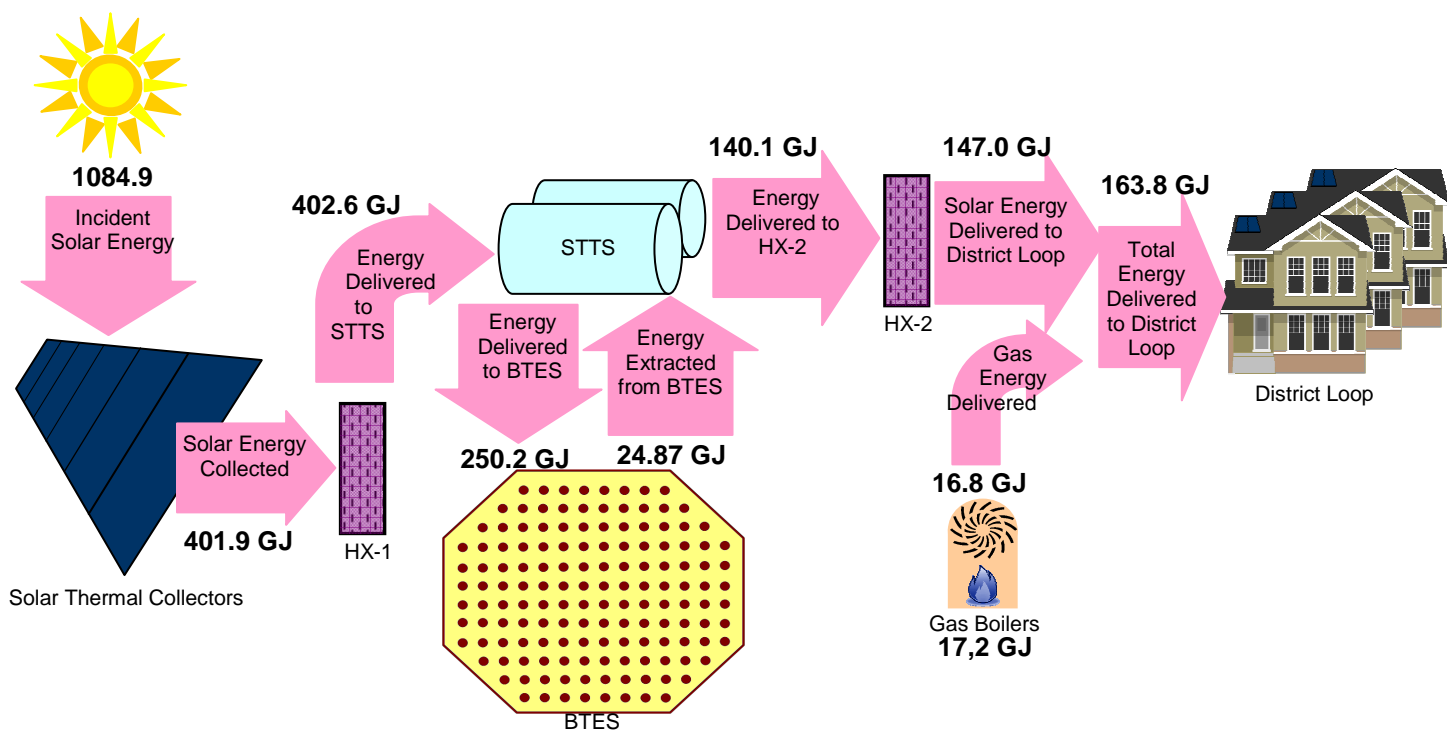 1084.9
Incident
Solar Energy
402.6 GJ
Energy
Delivered
to
STTS
STTS
140.1 GJ
Energy
Delivered to
HX-2
147.0 GJ
Solar Energy
Delivered to
District Loop
HX-2
163.8 GJ
Total
Energy
Delivered
to District
Loop
District Loop
Energy
Delivered
to BTES
Energy
Extracted
from BTES
Gas
Energy
Delivered
Solar Energy
Collected
401.9 GJ
HX-1
Solar Thermal Collectors
250.2 GJ
24.87 GJ
BTES
16.8 GJ
Gas Boilers
17,2 GJ